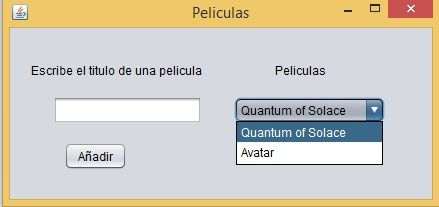 Peliculas
Escribe el titulo de una pelicula
Peliculas
Quantum of Solace
Quantum of Solace
Avatar
Añadir